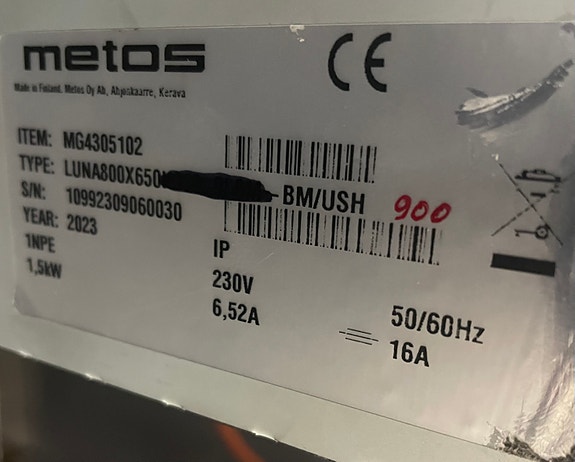 metos
CE
Made in Finland. Metos Oy Ab, Ahjoskaarre, Kerava
ITEM: MG4305102
TYPE: LUNA800X650 -BM/USH 900
S/N: 10992309060030
YEAR: 2023
1NPE IP
1,5kW 230V 50/60Hz
6,52A 16A